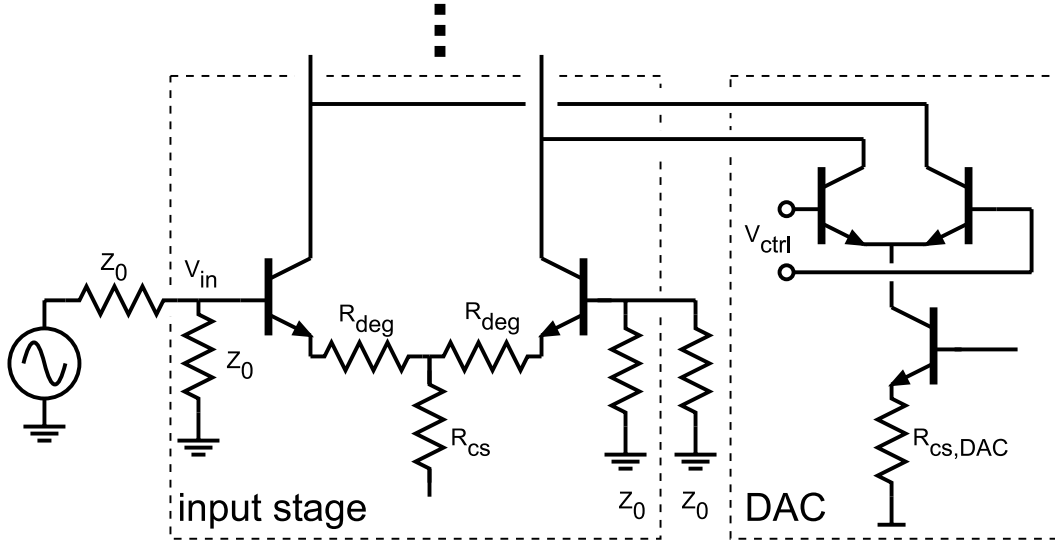 Z0
Vin
Z0
Rdeg
Rdeg
Rcs
Z0
Z0
input stage
Vctrl
Rcs,DAC
DAC